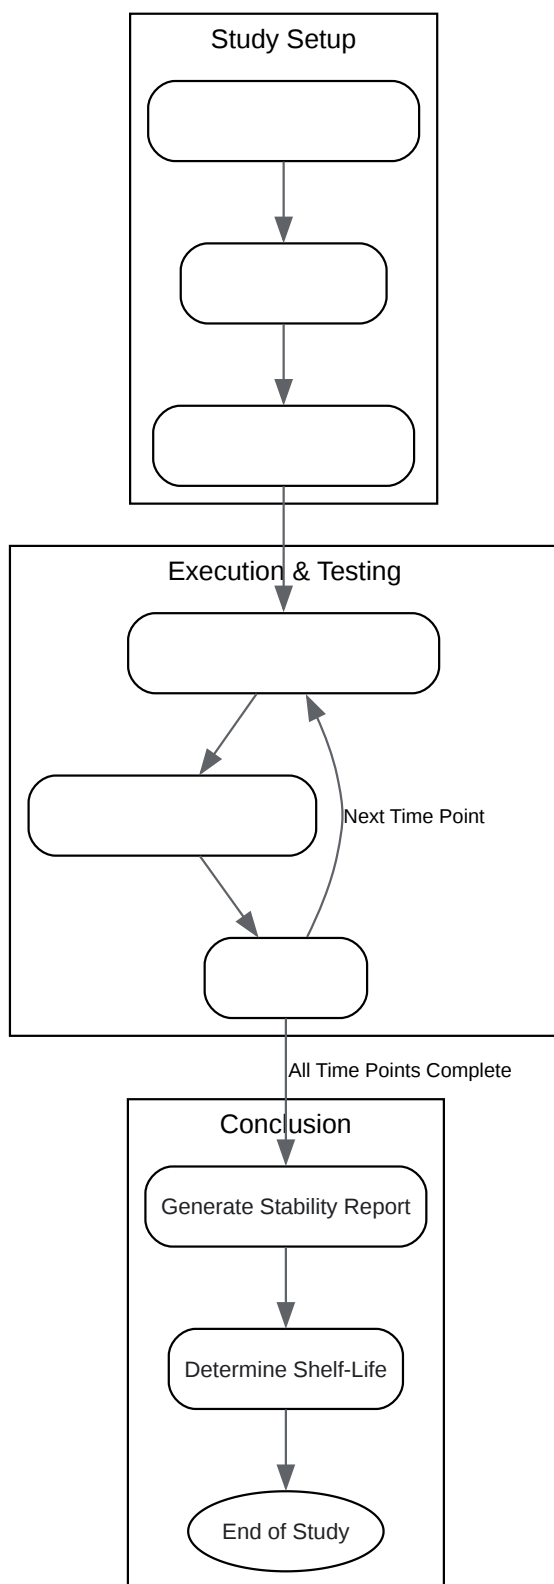 Study Setup
Execution & Testing
Next Time Point
All Time Points Complete
Conclusion
Generate Stability Report
Determine Shelf-Life
End of Study